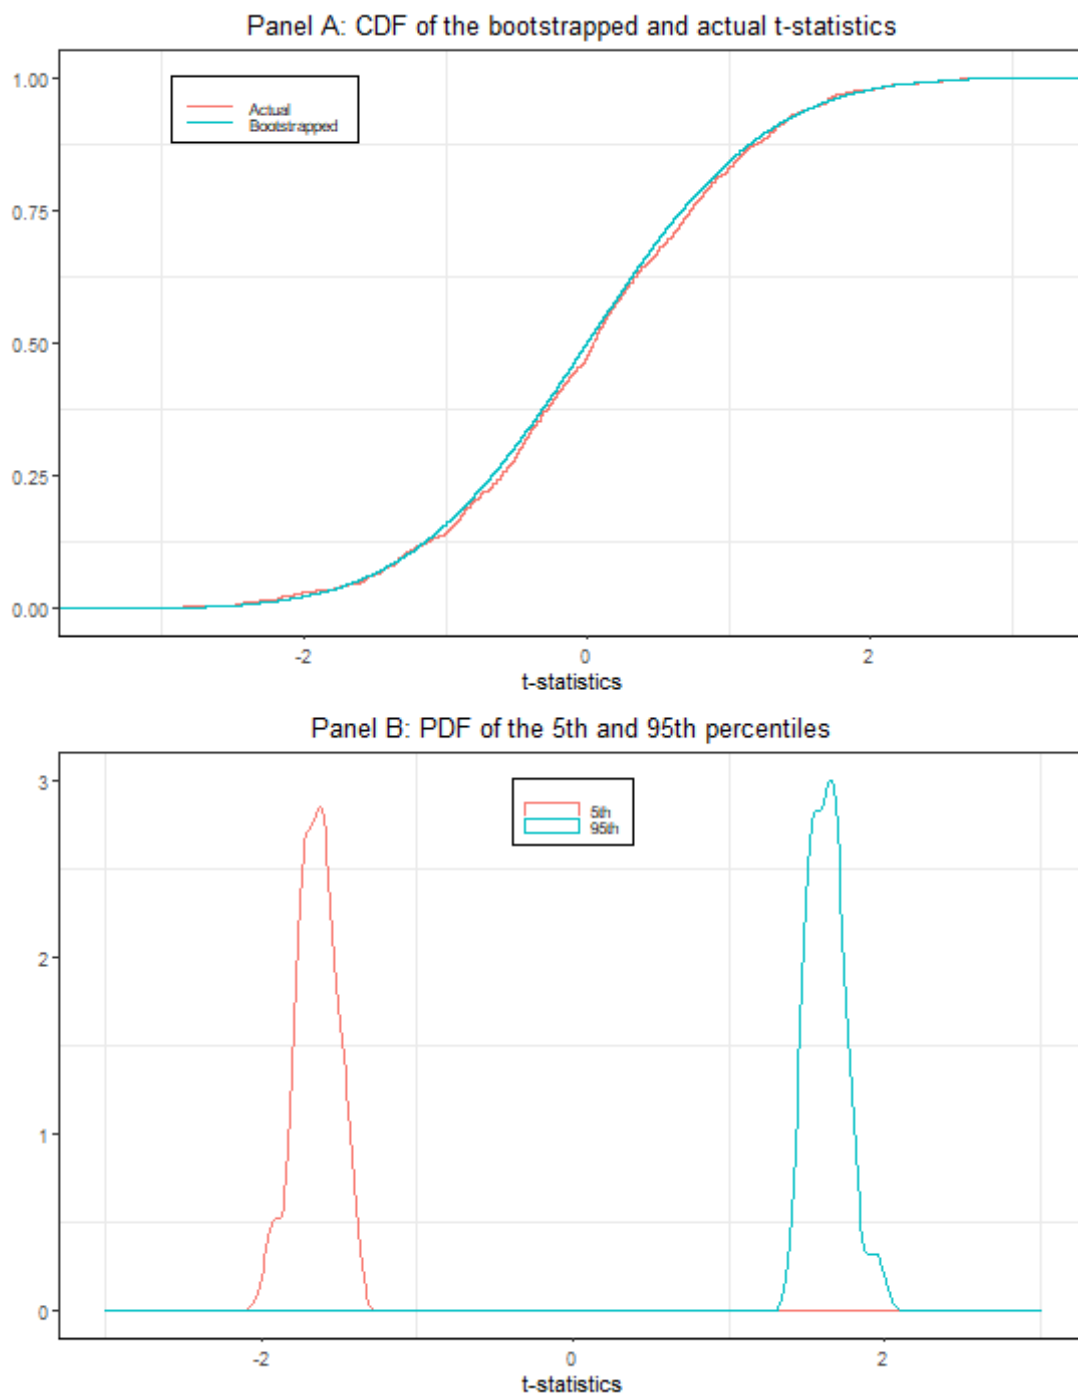 Panel A: CDF of the bootstrapped and actual t-statistics
1.00
Actual
Bootstrapped
0.75
0.50
0.25
0.00
-2 0 2
t-statistics
Panel B: PDF of the 5th and 95th percentiles
3
5th
95th
2
1
0
-2 0 2
t-statistics